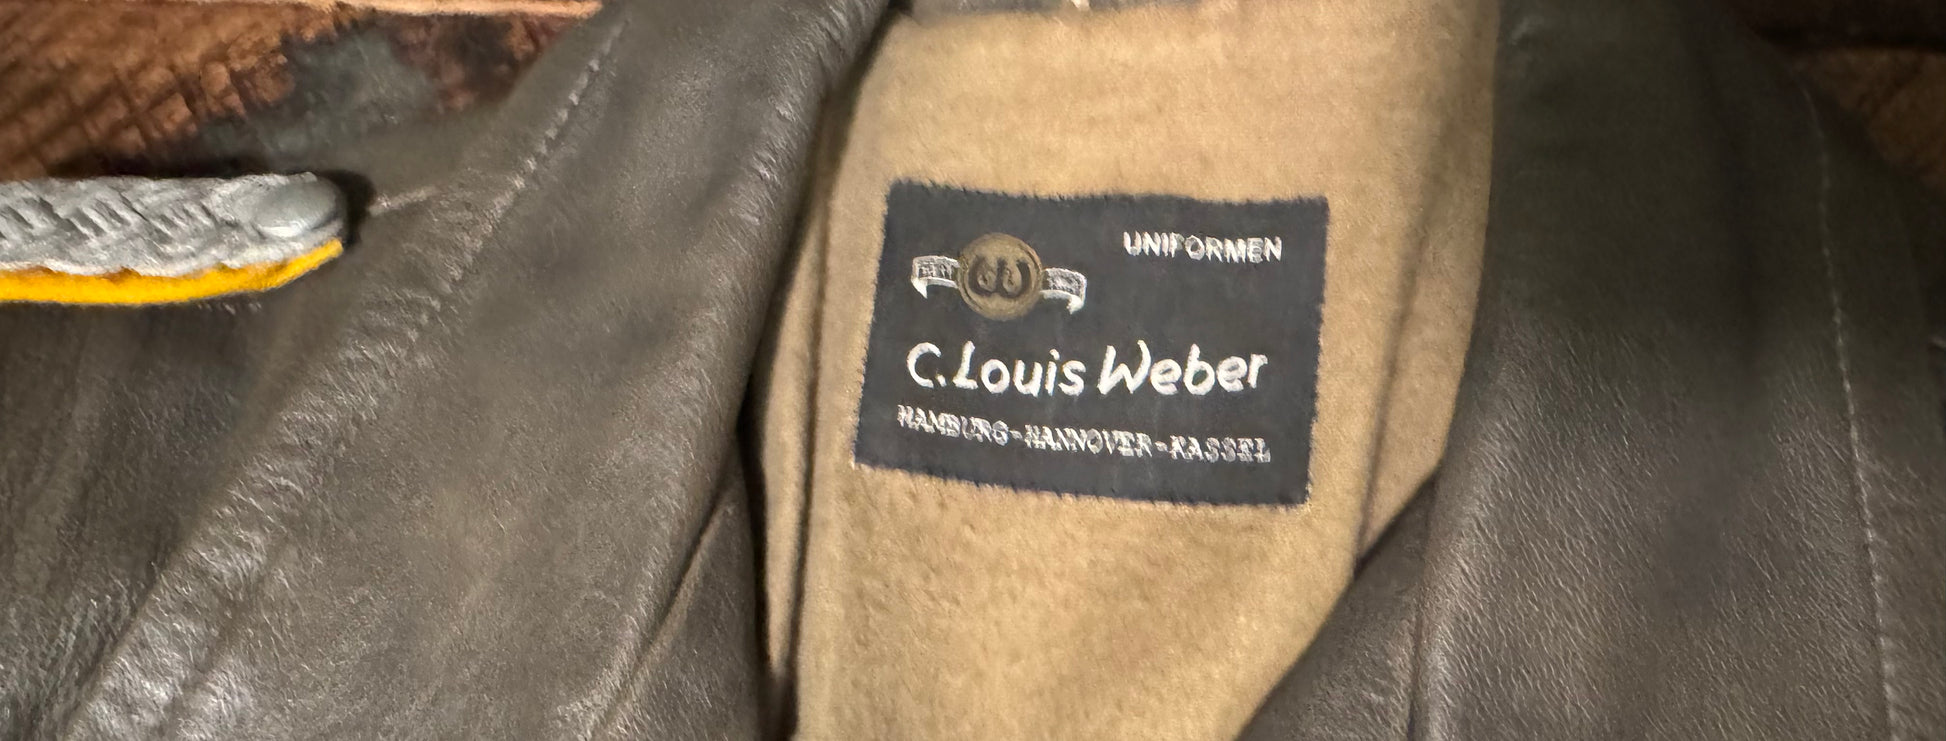 UNIFORMEN
C. Louis Weber
HAMBURG-HANNOVER-KASSEL